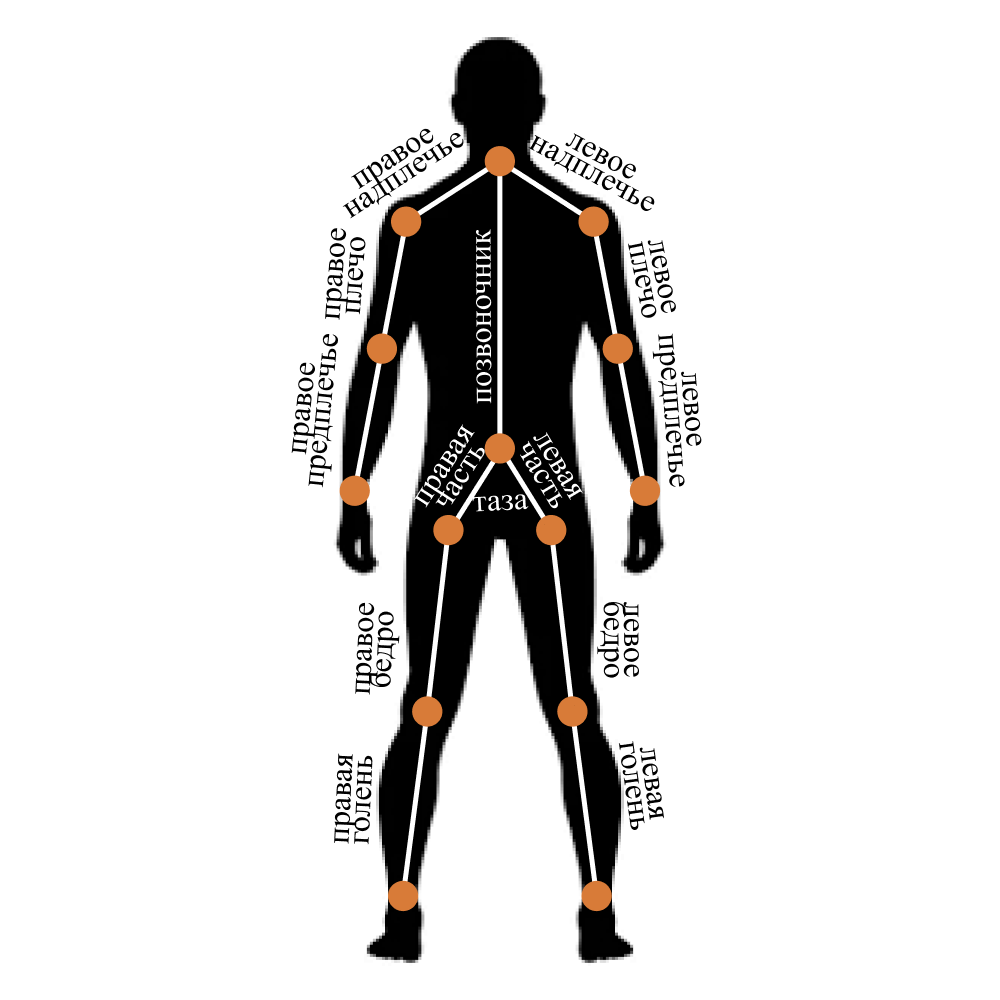 правое
надплечье
левое
надплечье
правое
плечо
позвоночник
левое
плечо
правое
предплечье
левое
предплечье
правая
часть
левая
часть
таза
правое
бедро
левое
бедро
правая
голень
левая
голень